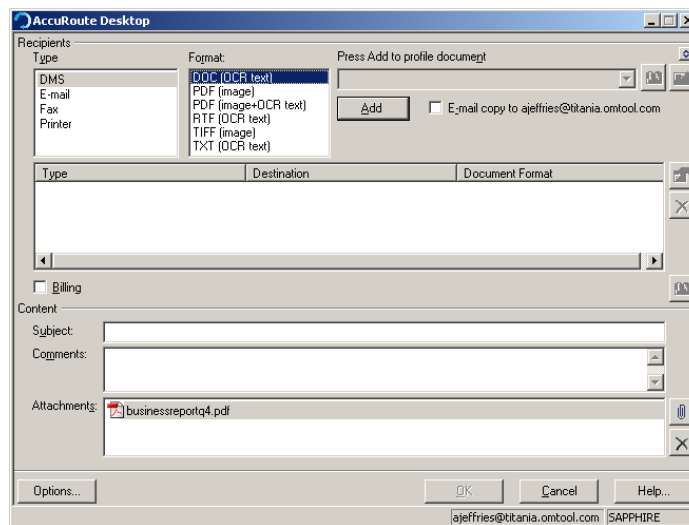 AccuRoute Desktop
Recipients
Type
Format:
Press Add to profile document
DMS
E-mail
Fax
Printer
DOC (OCR text)
PDF (image)
PDF (image+OCR text)
RTF (OCR text)
TIFF (image)
TXT (OCR text)
Add
E-mail copy to ajeffries@titania.omtool.com
Type Destination Document Format
Billing
Content
Subject:
Comments:
Attachments: businessreportq4.pdf
Options... OK Cancel Help...
ajeffries@titania.omtool.com SAPPHIRE